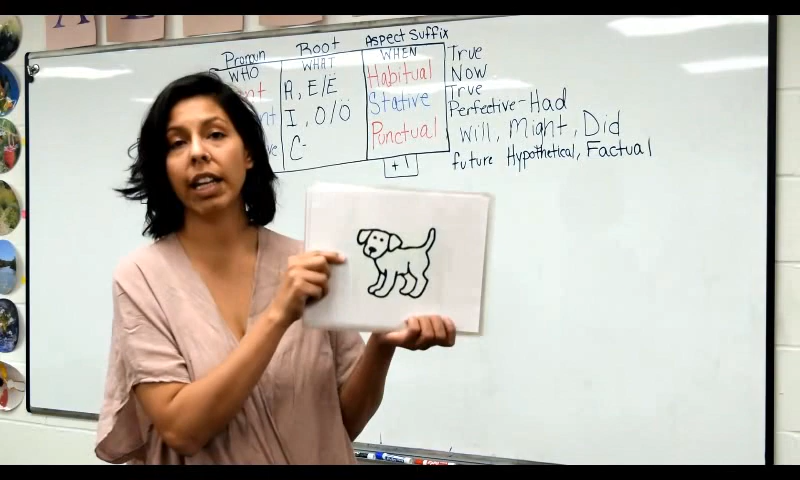 Pronoun Root Aspect Suffix
WHO WHAT WHEN True
A, E/Ë Habitual Now
I, O/Ö Stative True
C- Punctual Perfective-Had
Will, Might, Did
+1 future Hypothetical, Factual